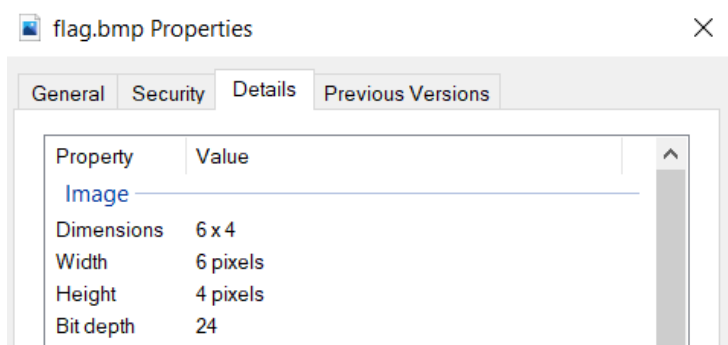 flag.bmp Properties
General Security Details Previous Versions
Property Value
Image
Dimensions 6 x 4
Width 6 pixels
Height 4 pixels
Bit depth 24